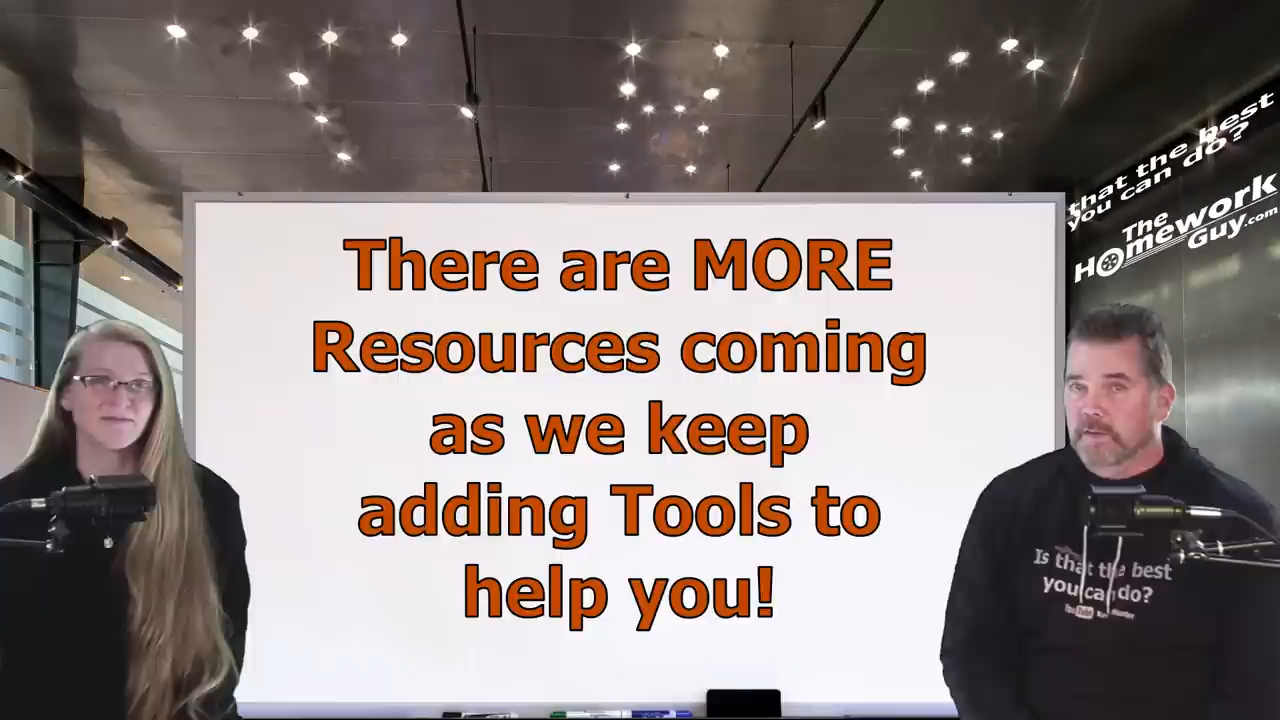 There are MORE
Resources coming
as we keep
adding Tools to
help you!
that the best
you can do?
The
Homework
Guy.com
Is that the best
you can do?
YouTube